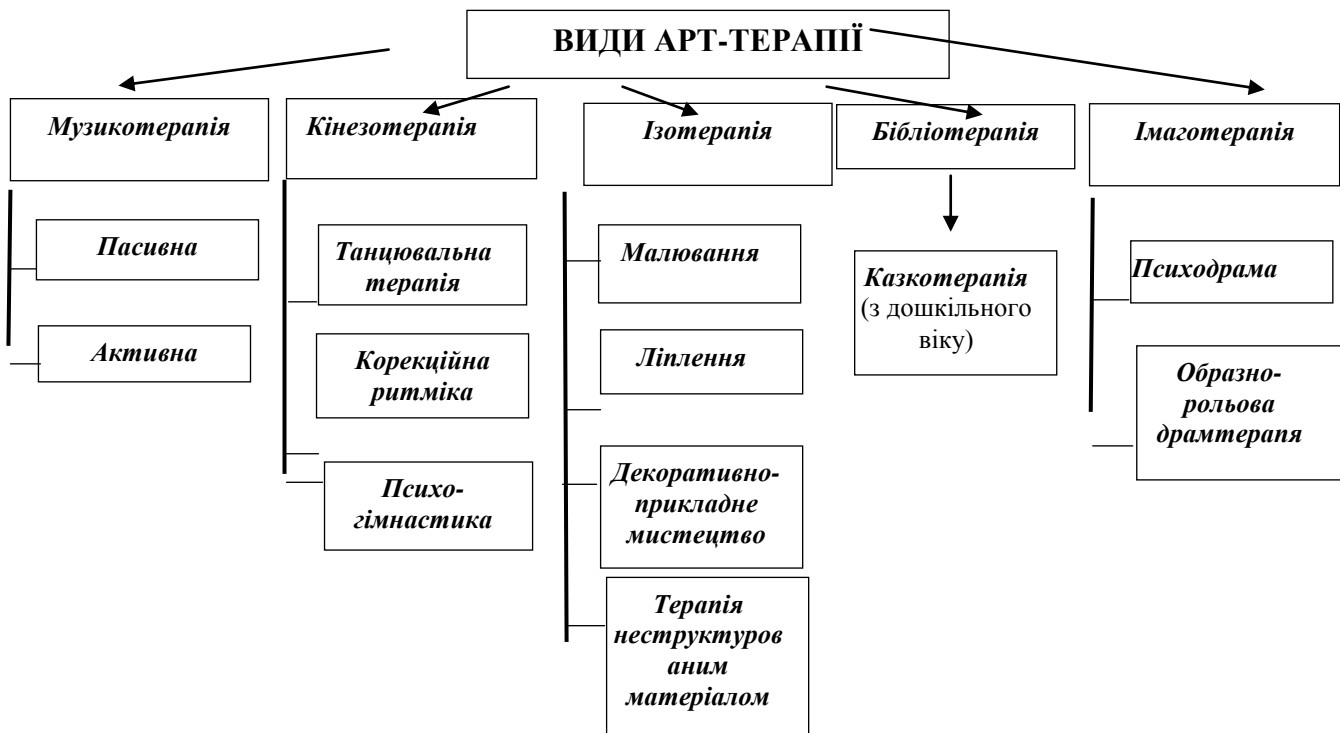 ВИДИ АРТ-ТЕРАПІЇ
Музикотерапія
Пасивна
Активна
Кінезотерапія
Танцювальна
терапія
Корекційна
ритміка
Психо-
гімнастика
Ізотерапія
Малювання
Ліплення
Декоративно-
прикладне
мистецтво
Терапія
неструктуров
аним
матеріалом
Бібліотерапія
Казкотерапія
(з дошкільного
віку)
Імаготерапія
Психодрама
Образно-
рольова
драмтерапя